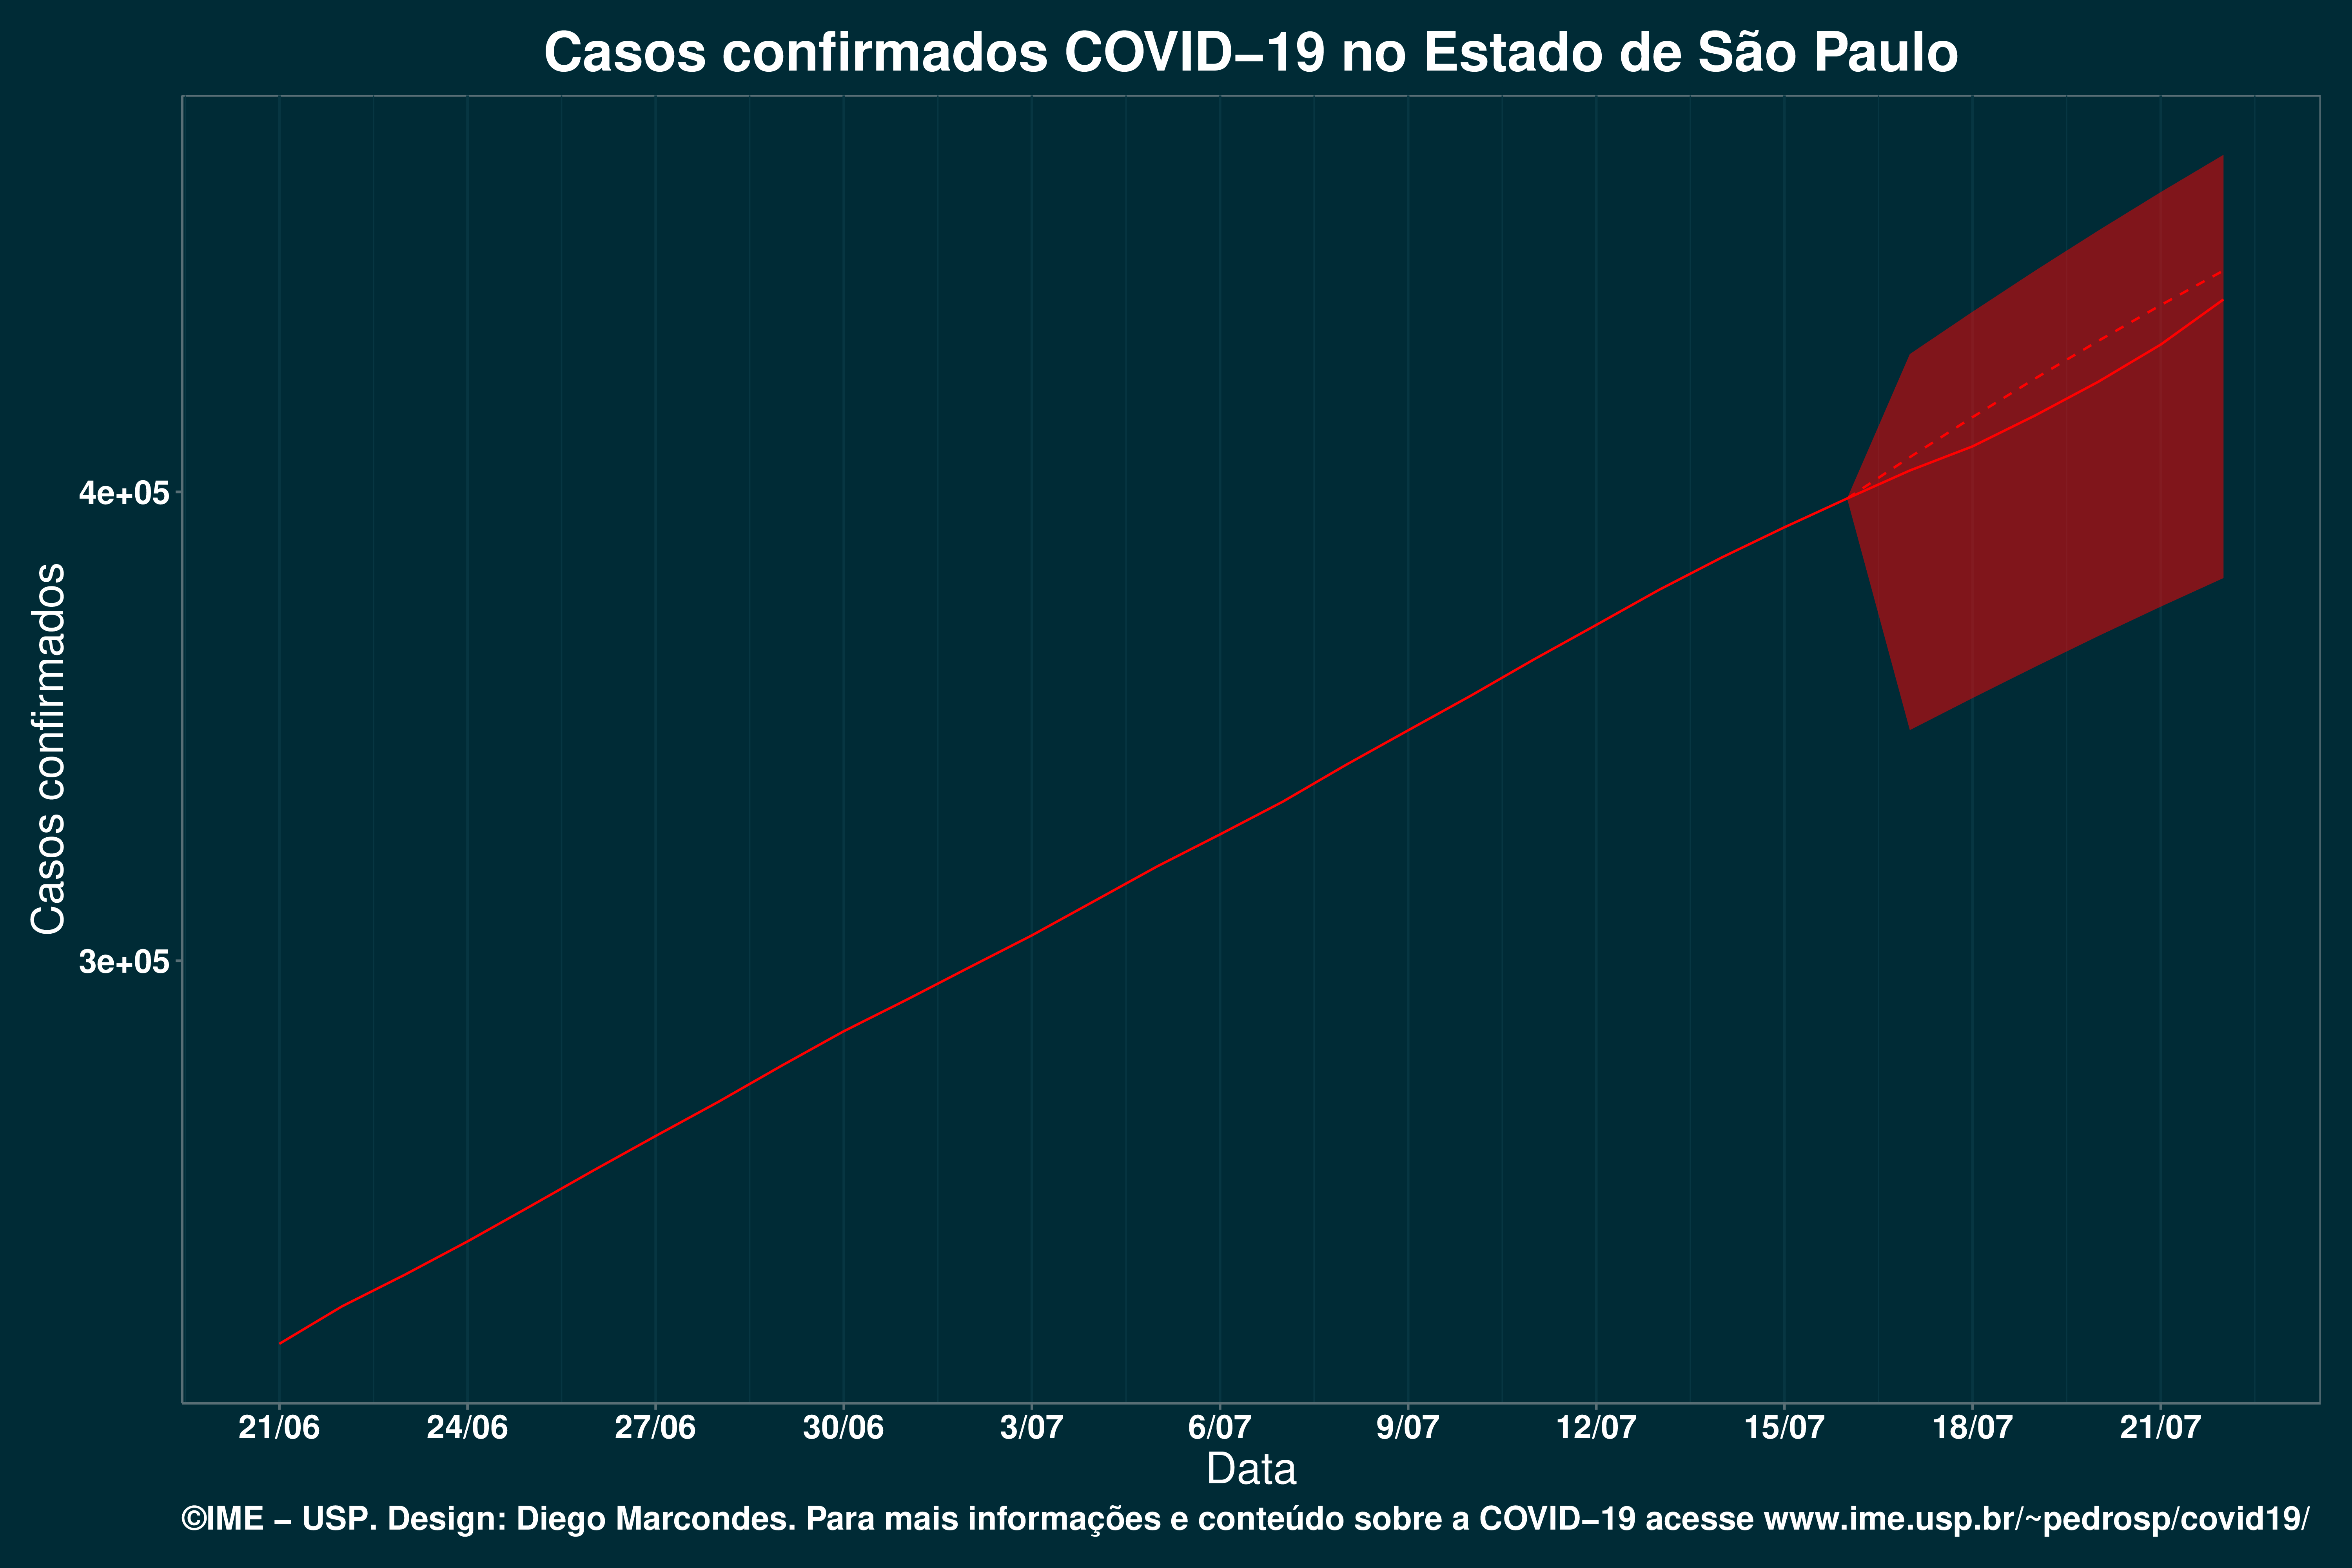 Casos confirmados COVID−19 no Estado de São Paulo
Casos confirmados
4e+05
3e+05
21/06 24/06 27/06 30/06 3/07 6/07 9/07 12/07 15/07 18/07 21/07
Data
©IME − USP. Design: Diego Marcondes. Para mais informações e conteúdo sobre a COVID−19 acesse www.ime.usp.br/~pedrosp/covid19/